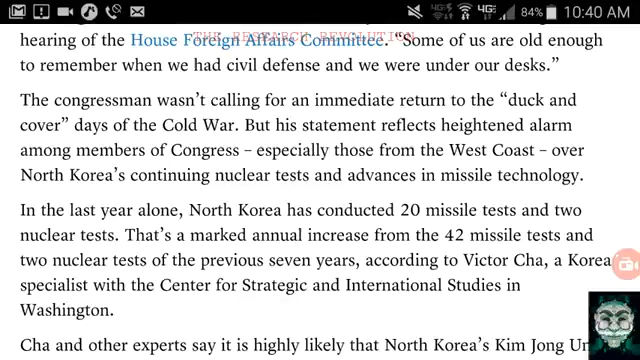 84% 10:40 AM
hearing of the House Foreign Affairs Committee. “Some of us are old enough
THE RESEARCH REVOLUTION
to remember when we had civil defense and we were under our desks.”
The congressman wasn’t calling for an immediate return to the “duck and
cover” days of the Cold War. But his statement reflects heightened alarm
among members of Congress – especially those from the West Coast – over
North Korea’s continuing nuclear tests and advances in missile technology.
In the last year alone, North Korea has conducted 20 missile tests and two
nuclear tests. That’s a marked annual increase from the 42 missile tests and
two nuclear tests of the previous seven years, according to Victor Cha, a Korea
specialist with the Center for Strategic and International Studies in
Washington.
Cha and other experts say it is highly likely that North Korea’s Kim Jong Un